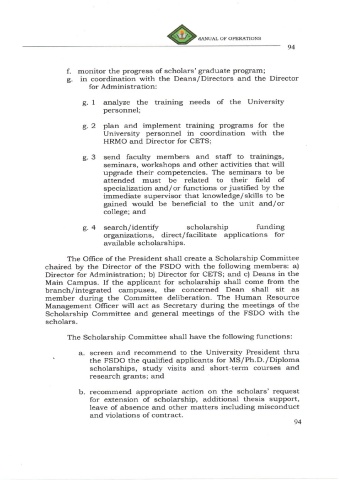 MANUAL OF OPERATIONS
94
f. monitor the progress of scholars' graduate program;
g. in coordination with the Deans/Directors and the Director
for Administration:
g. 1 analyze the training needs of the University
personnel;
g. 2 plan and implement training programs for the
University personnel in coordination with the
HRMO and Director for CETS;
g. 3 send faculty members and staff to trainings,
seminars, workshops and other activities that will
upgrade their competencies. The seminars to be
attended must be related to their field of
specialization and/or functions or justified by the
immediate supervisor that knowledge/skills to be
gained would be beneficial to the unit and/or
college; and
g. 4 search/identify scholarship funding
organizations, direct/facilitate applications for
available scholarships.
The Office of the President shall create a Scholarship Committee
chaired by the Director of the FSDO with the following members: a)
Director for Administration; b) Director for CETS; and c) Deans in the
Main Campus. If the applicant for scholarship shall come from the
branch/integrated campuses, the concerned Dean shall sit as
member during the Committee deliberation. The Human Resource
Management Officer will act as Secretary during the meetings of the
Scholarship Committee and general meetings of the FSDO with the
scholars.
The Scholarship Committee shall have the following functions:
a. screen and recommend to the University President thru
the FSDO the qualified applicants for MS/Ph.D./Diploma
scholarships, study visits and short-term courses and
research grants; and
b. recommend appropriate action on the scholars' request
for extension of scholarship, additional thesis support,
leave of absence and other matters including misconduct
and violations of contract.
94